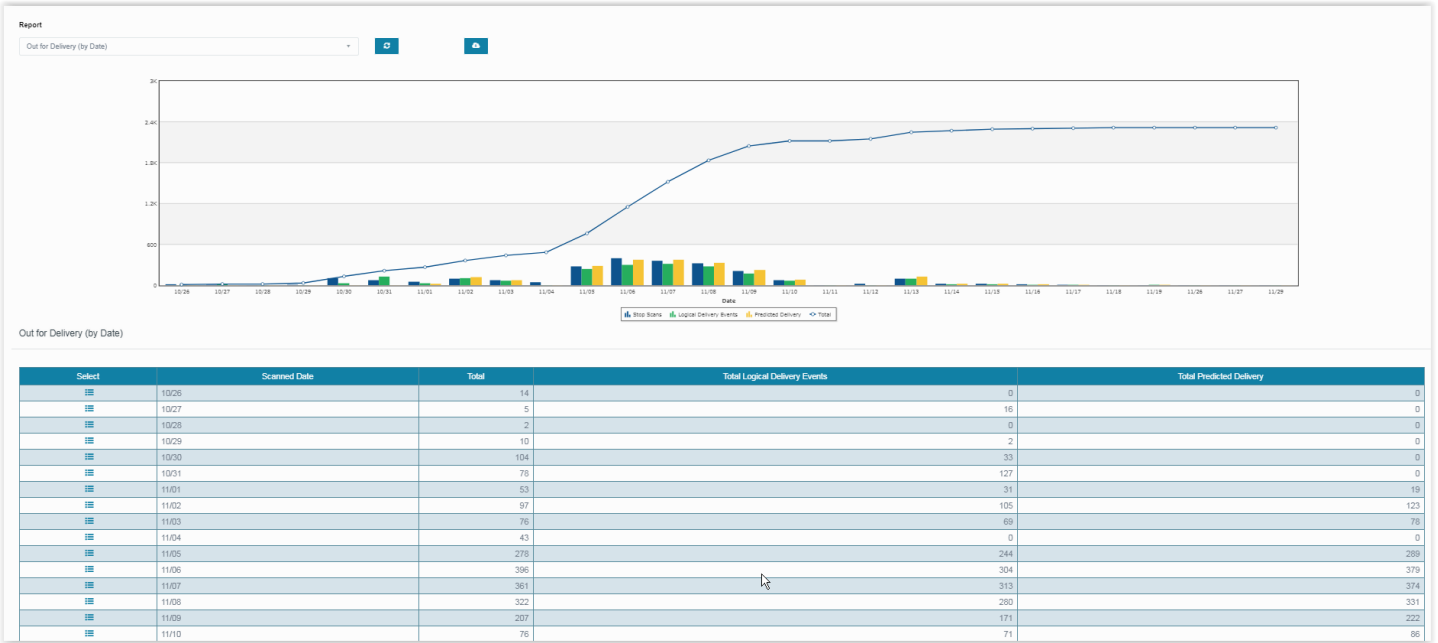 Report
Out for Delivery (by Date)
3K
2.4K
1.8K
1.2K
600
0
10/26 10/27 10/28 10/29 10/30 10/31 11/01 11/02 11/03 11/04 11/05 11/06 11/07 11/08 11/09 11/10 11/11 11/12 11/13 11/14 11/15 11/16 11/17 11/18 11/19 11/26 11/27 11/29
Date
Stop Scans Logical Delivery Events Predicted Delivery Total
Out for Delivery (by Date)
Select Scanned Date Total Total Logical Delivery Events Total Predicted Delivery
10/26 14 0 0
10/27 5 16 0
10/28 2 0 0
10/29 10 2 0
10/30 104 33 0
10/31 78 127 0
11/01 53 31 19
11/02 97 105 123
11/03 76 69 78
11/04 43 0 0
11/05 278 244 289
11/06 396 304 379
11/07 361 313 374
11/08 322 280 331
11/09 207 171 222
11/10 76 71 86